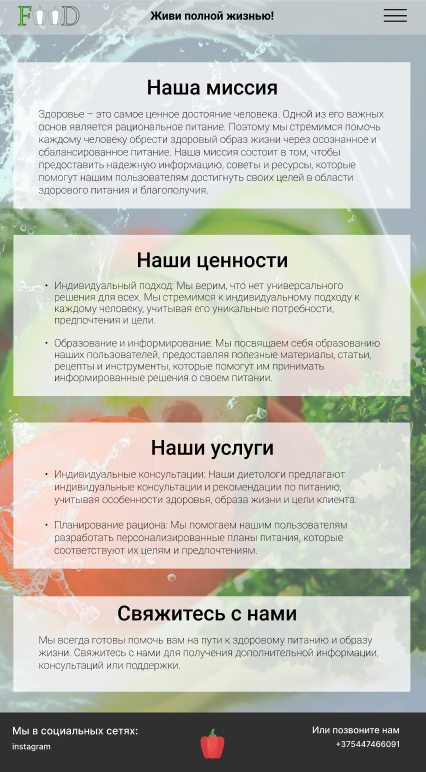 FOOD
Живи полной жизнью!
Наша миссия
Здоровье – это самое ценное достояние человека. Одной из его важных
основ является рациональное питание. Поэтому мы стремимся помочь
каждому человеку обрести здоровый образ жизни через осознанное и
сбалансированное питание. Наша миссия состоит в том, чтобы
предоставить надежную информацию, советы и ресурсы, которые
помогут нашим пользователям достигнуть своих целей в области
здорового питания и благополучия.
Наши ценности
• Индивидуальный подход: Мы верим, что нет универсального
решения для всех. Мы стремимся к индивидуальному подходу к
каждому человеку, учитывая его уникальные потребности,
предпочтения и цели.
• Образование и информирование: Мы посвящаем себя образованию
наших пользователей, предоставляя полезные материалы, статьи,
рецепты и инструменты, которые помогут им принимать
информированные решения о своем питании.
Наши услуги
• Индивидуальные консультации: Наши диетологи предлагают
индивидуальные консультации и рекомендации по питанию,
учитывая особенности здоровья, образа жизни и цели клиента.
• Планирование рациона: Мы помогаем нашим пользователям
разработать персонализированные планы питания, которые
соответствуют их целям и предпочтениям.
Свяжитесь с нами
Мы всегда готовы помочь вам на пути к здоровому питанию и образу
жизни. Свяжитесь с нами для получения дополнительной информации,
консультаций или поддержки.
Мы в социальных сетях:
instagram
Или позвоните нам
+375447466091